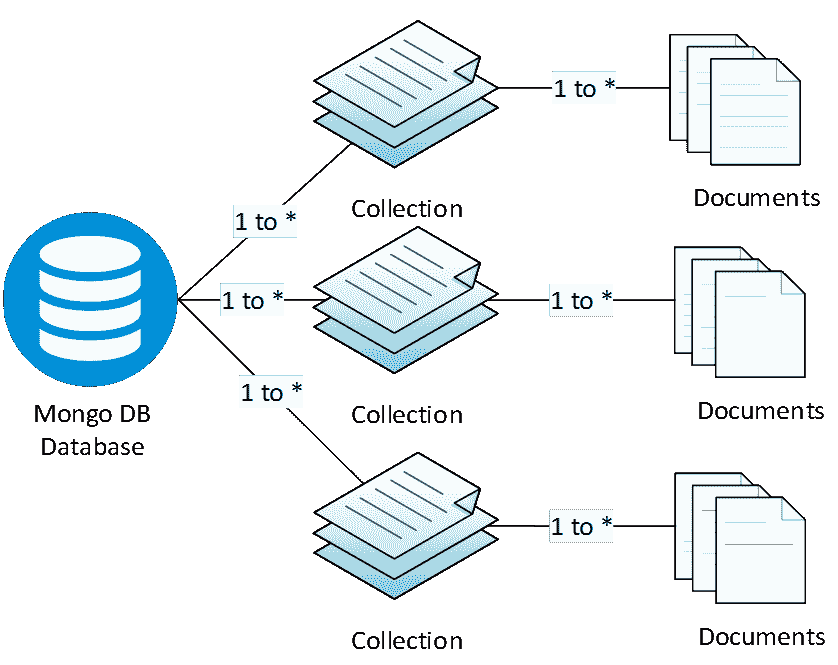 1 to *
Documents
Collection
1 to *
1 to *
1 to *
1 to *
Mongo DB
Database
Collection
Documents
1 to *
Collection
Documents